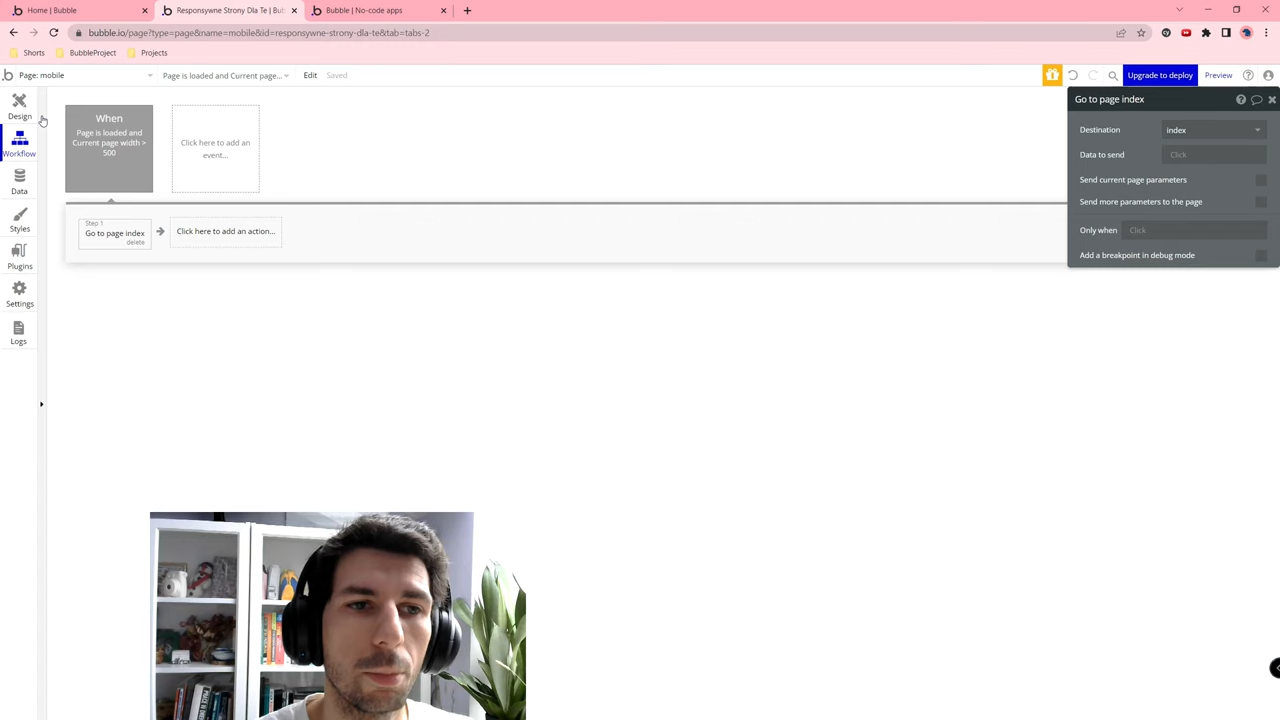 Home | Bubble
Responsywne Strony Dla Te | Bu
Bubble | No-code apps
bubble.io/page?type=page&name=mobile&id=responsywne-strony-dla-te&tab=tabs-2
Shorts
BubbleProject
Projects
Page: mobile
Page is loaded and Current page...
Edit
Saved
Upgrade to deploy
Preview
Design
Workflow
Data
Styles
Plugins
Settings
Logs
When
Page is loaded and
Current page width >
500
Click here to add an
event...
Step 1
Go to page index
delete
Click here to add an action...
Go to page index
Destination
index
Data to send
Click
Send current page parameters
Send more parameters to the page
Only when
Click
Add a breakpoint in debug mode